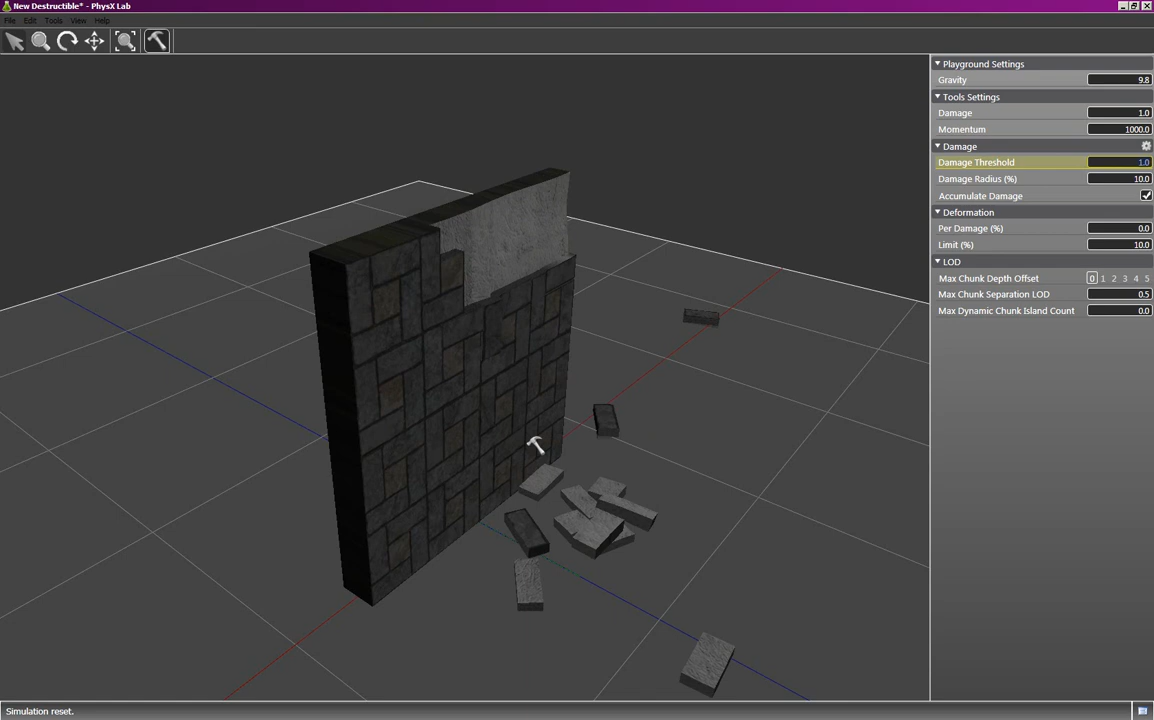 New Destructible* - PhysX Lab
File Edit Tools View Help
Playground Settings
Gravity 9.8
Tools Settings
Damage 1.0
Momentum 1000.0
Damage
Damage Threshold 1.0
Damage Radius (%) 10.0
Accumulate Damage
Deformation
Per Damage (%) 0.0
Limit (%) 10.0
LOD
Max Chunk Depth Offset 0 1 2 3 4 5
Max Chunk Separation LOD 0.5
Max Dynamic Chunk Island Count 0.0
Simulation reset.